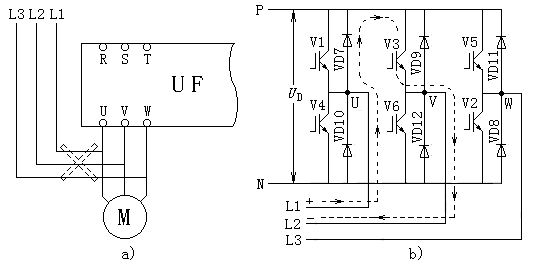 L3 L2 L1
R S T
UF
U V W
M
a)
P
V1 VD7 V3 VD9 V5 VD11
UD
U V W
V4 VD10 V6 VD12 V2 VD8
N
L1 +
−
L2
L3
b)